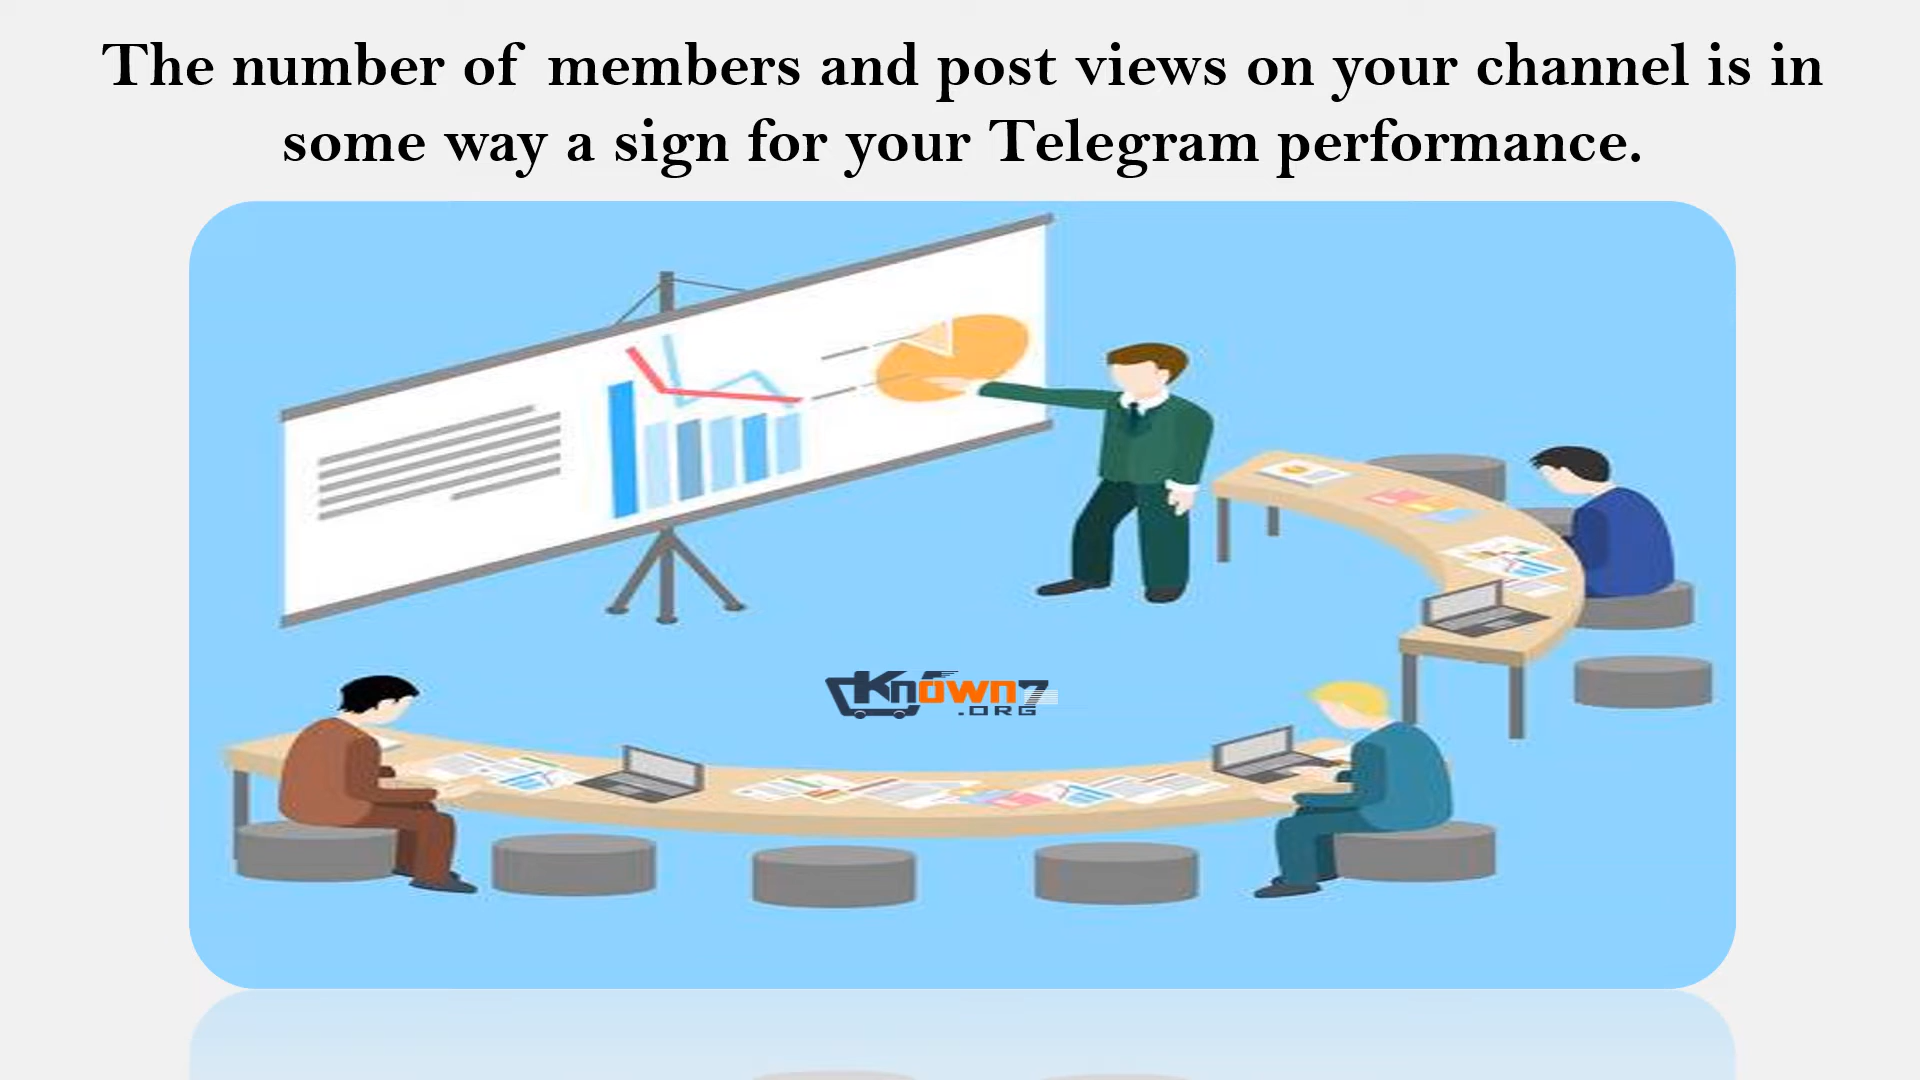 The number of members and post views on your channel is in
some way a sign for your Telegram performance.
Known7
.ORG